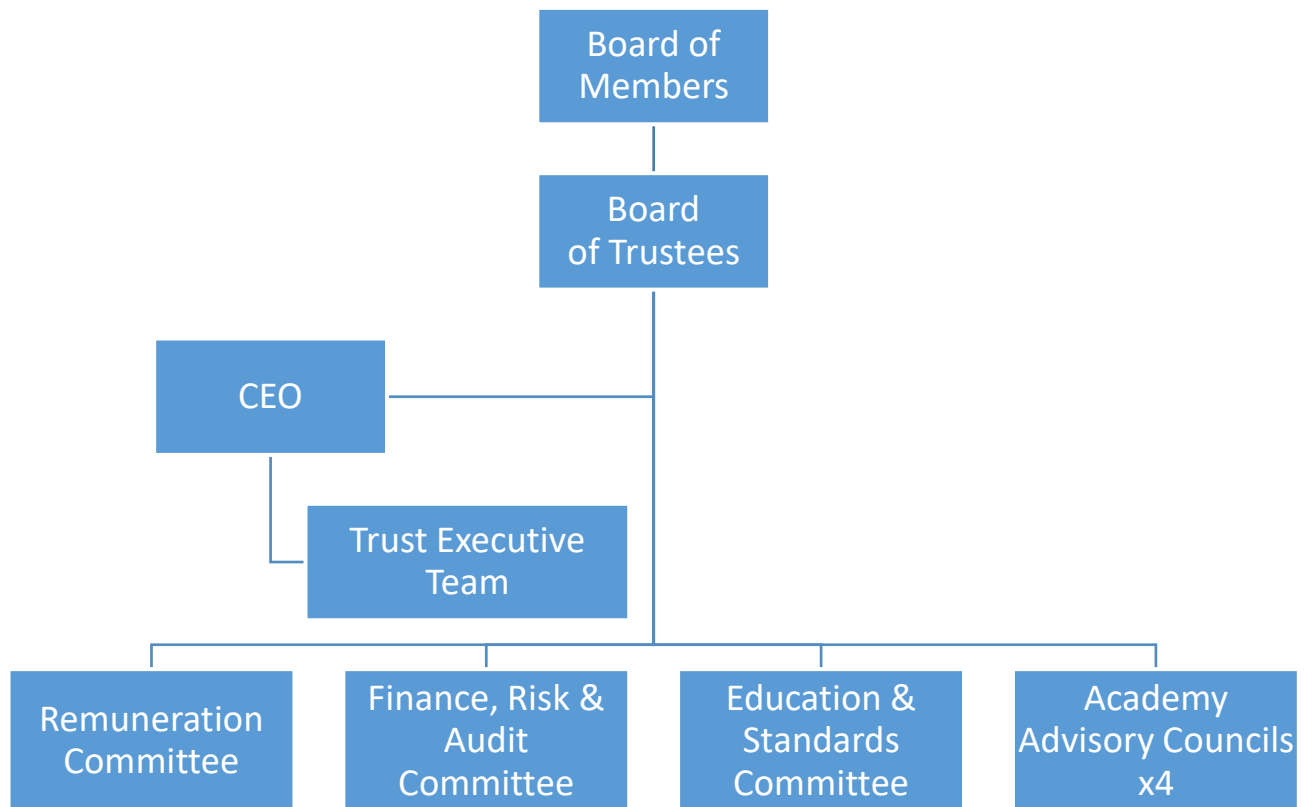 Board of
Members
Board
of Trustees
CEO
Trust Executive
Team
Remuneration
Committee
Finance, Risk &
Audit
Committee
Education &
Standards
Committee
Academy
Advisory Councils
x4